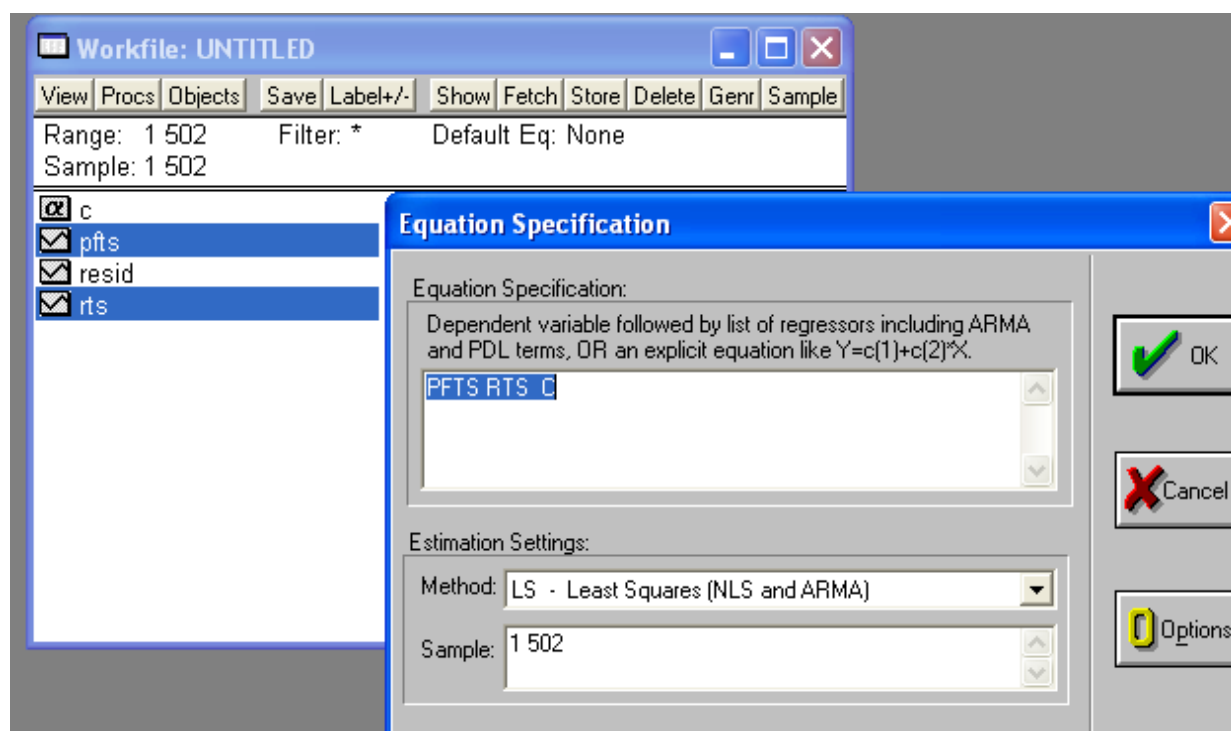 Workfile: UNTITLED
View Procs Objects Save Label+/- Show Fetch Store Delete Genr Sample
Range: 1 502 Filter: * Default Eq: None
Sample: 1 502
c
pfts
resid
rts
Equation Specification
Equation Specification:
Dependent variable followed by list of regressors including ARMA
and PDL terms, OR an explicit equation like Y=c(1)+c(2)*X.
PFTS RTS C
OK
Cancel
Estimation Settings:
Method: LS - Least Squares (NLS and ARMA)
Sample: 1 502
Options